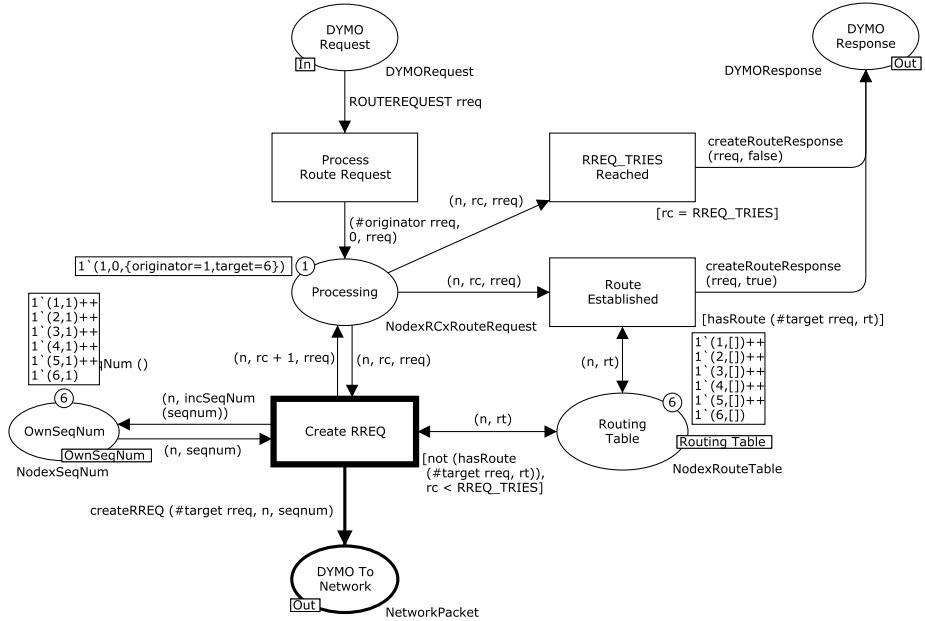 DYMO
Request
In
DYMORequest
DYMO
Response
Out
DYMOResponse
ROUTEREQUEST rreq
Process
Route Request
RREQ_TRIES
Reached
createRouteResponse
(rreq, false)
[rc = RREQ_TRIES]
(n, rc, rreq)
(#originator rreq,
0, rreq)
1`(1,0,{originator=1,target=6})
1
Processing
NodexRCxRouteRequest
(n, rc, rreq)
Route
Established
createRouteResponse
(rreq, true)
[hasRoute (#target rreq, rt)]
1`(1,1)++
1`(2,1)++
1`(3,1)++
1`(4,1)++
1`(5,1)++
1`(6,1)
qNum ()
6
(n, rc + 1, rreq)
(n, rc, rreq)
(n, rt)
1`(1,[])++
1`(2,[])++
1`(3,[])++
1`(4,[])++
1`(5,[])++
1`(6,[])
6
OwnSeqNum
OwnSeqNum
NodexSeqNum
(n, incSeqNum
(seqnum))
(n, seqnum)
Create RREQ
(n, rt)
[not (hasRoute
(#target rreq, rt)),
rc < RREQ_TRIES]
Routing
Table
Routing Table
NodexRouteTable
createRREQ (#target rreq, n, seqnum)
DYMO To
Network
Out
NetworkPacket